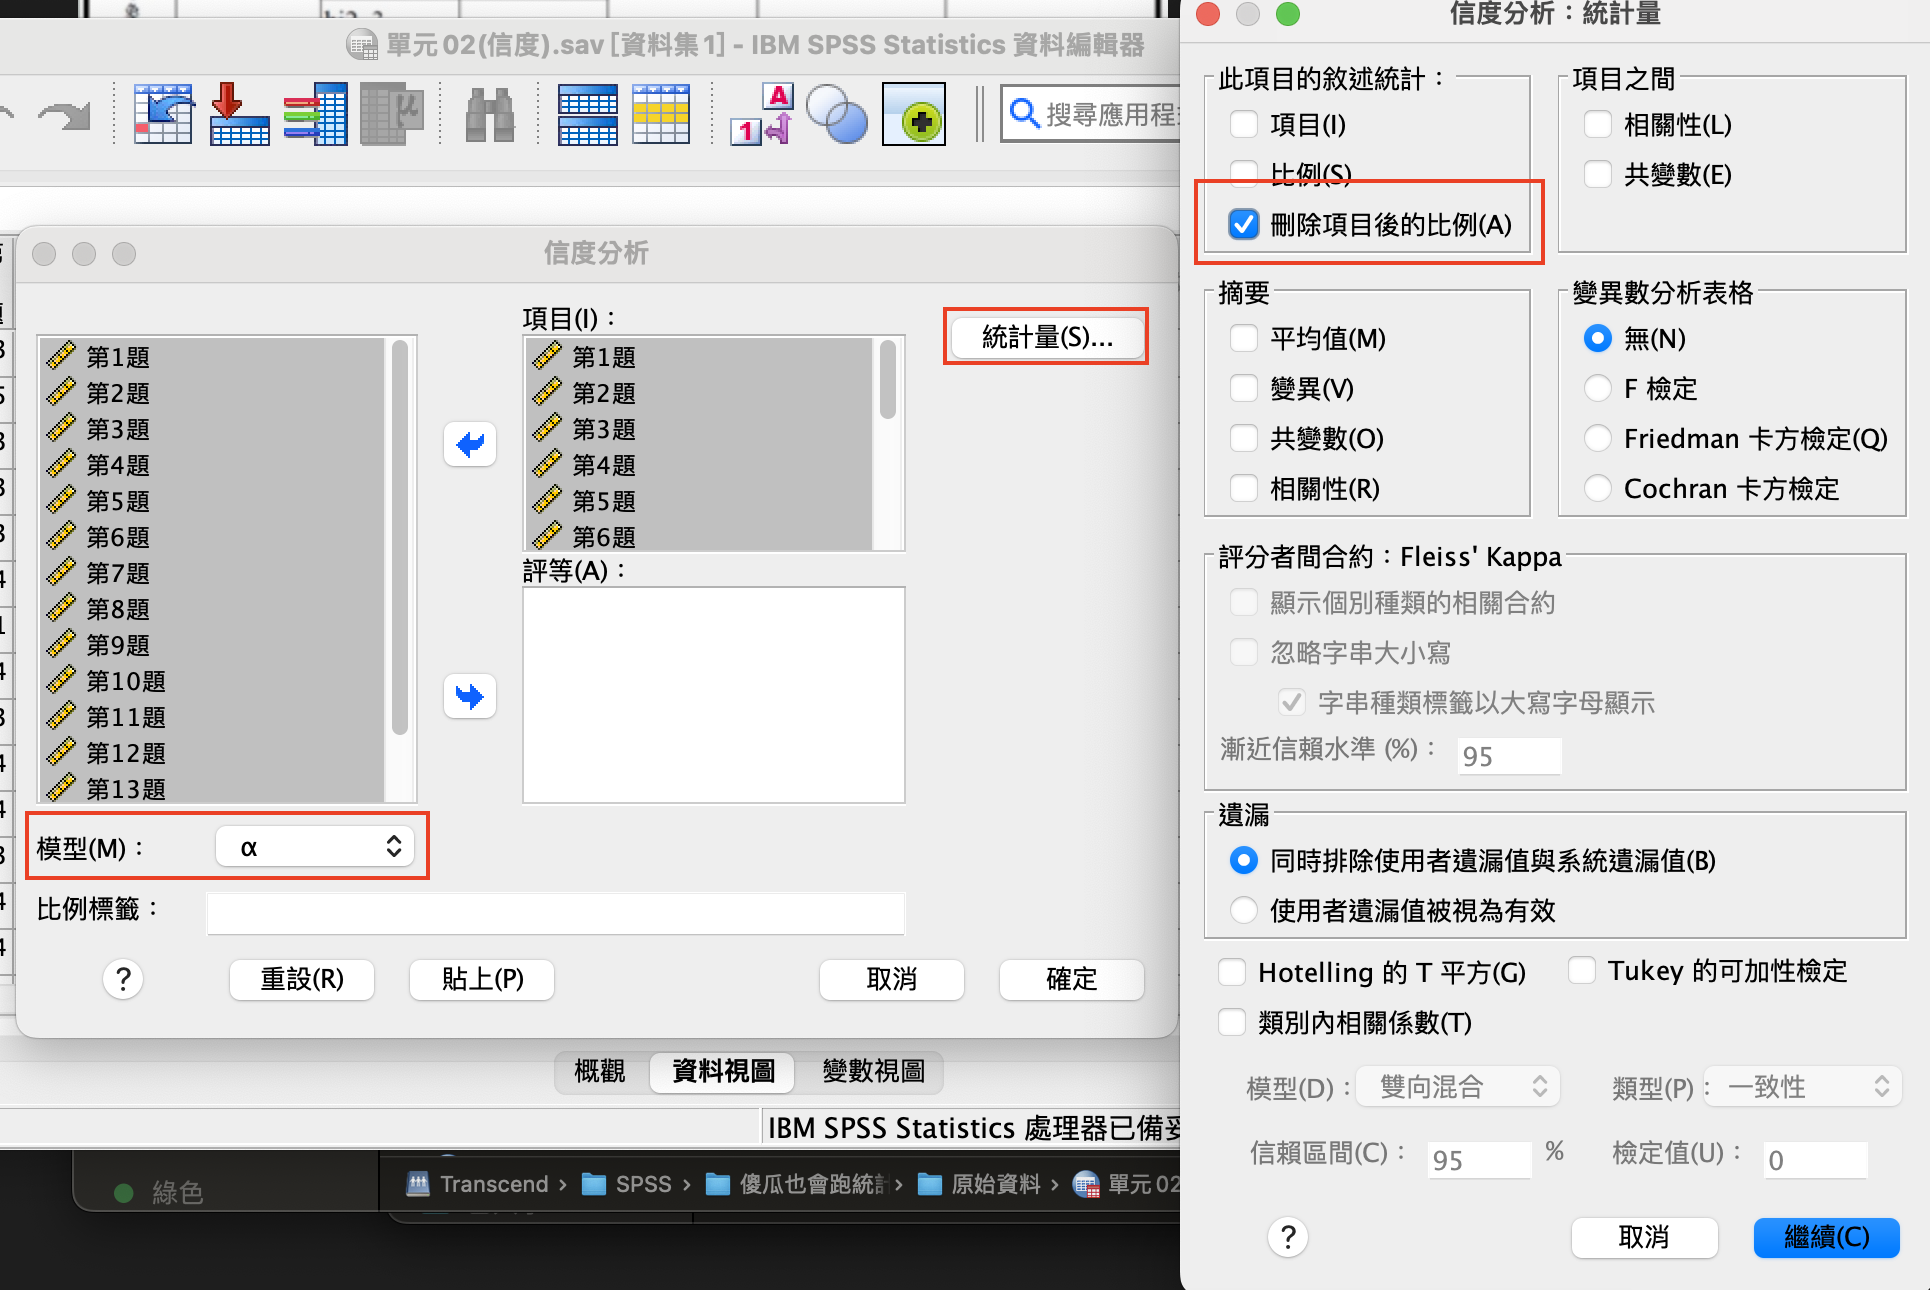 單元 02(信度).sav [資料集 1] - IBM SPSS Statistics 資料編輯器
搜尋應用程
信度分析
第1題
第2題
第3題
第4題
第5題
第6題
第7題
第8題
第9題
第10題
第11題
第12題
第13題
項目(I)：
第1題
第2題
第3題
第4題
第5題
第6題
評等(A)：
統計量(S)...
模型(M)：
α
比例標籤：
?
重設(R)
貼上(P)
取消
確定
概觀
資料視圖
變數視圖
IBM SPSS Statistics 處理器已備妥
綠色
Transcend › SPSS › 傻瓜也會跑統計 › 原始資料 › 單元 02
信度分析：統計量
此項目的敘述統計：
項目(I)
比例(S)
刪除項目後的比例(A)
項目之間
相關性(L)
共變數(E)
摘要
平均值(M)
變異(V)
共變數(O)
相關性(R)
變異數分析表格
無(N)
F 檢定
Friedman 卡方檢定(Q)
Cochran 卡方檢定
評分者間合約：Fleiss' Kappa
顯示個別種類的相關合約
忽略字串大小寫
字串種類標籤以大寫字母顯示
漸近信賴水準 (%)：
95
遺漏
同時排除使用者遺漏值與系統遺漏值(B)
使用者遺漏值被視為有效
Hotelling 的 T 平方(G)
Tukey 的可加性檢定
類別內相關係數(T)
模型(D)：
雙向混合
類型(P)：
一致性
信賴區間(C)：
95
%
檢定值(U)：
0
?
取消
繼續(C)